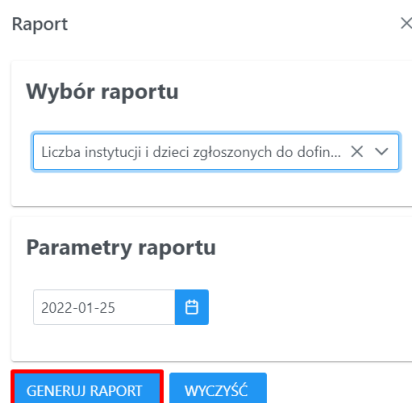 Raport
Wybór raportu
Liczba instytucji i dzieci zgłoszonych do dofin...
Parametry raportu
2022-01-25
GENERUJ RAPORT WYCZYŚĆ